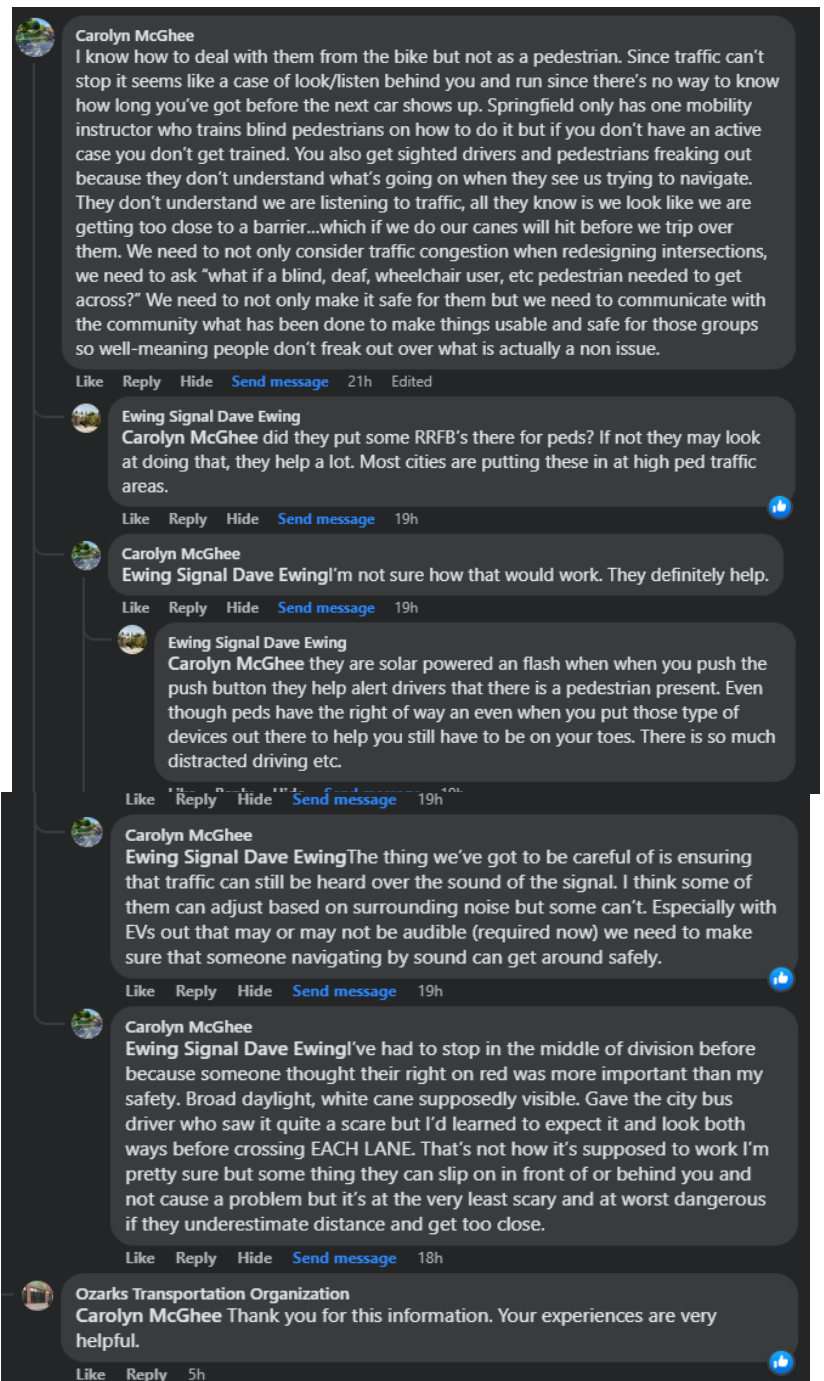 Carolyn McGhee
I know how to deal with them from the bike but not as a pedestrian. Since traffic can't
stop it seems like a case of look/listen behind you and run since there's no way to know
how long you've got before the next car shows up. Springfield only has one mobility
instructor who trains blind pedestrians on how to do it but if you don't have an active
case you don't get trained. You also get sighted drivers and pedestrians freaking out
because they don't understand what's going on when they see us trying to navigate.
They don't understand we are listening to traffic, all they know is we look like we are
getting too close to a barrier...which if we do our canes will hit before we trip over
them. We need to not only consider traffic congestion when redesigning intersections,
we need to ask "what if a blind, deaf, wheelchair user, etc pedestrian needed to get
across?" We need to not only make it safe for them but we need to communicate with
the community what has been done to make things usable and safe for those groups
so well-meaning people don't freak out over what is actually a non issue.
Like Reply Hide Send message 21h Edited
Ewing Signal Dave Ewing
Carolyn McGhee did they put some RRFB's there for peds? If not they may look
at doing that, they help a lot. Most cities are putting these in at high ped traffic
areas.
Like Reply Hide Send message 19h
Carolyn McGhee
Ewing Signal Dave EwingI'm not sure how that would work. They definitely help.
Like Reply Hide Send message 19h
Ewing Signal Dave Ewing
Carolyn McGhee they are solar powered an flash when when you push the
push button they help alert drivers that there is a pedestrian present. Even
though peds have the right of way an even when you put those type of
devices out there to help you still have to be on your toes. There is so much
distracted driving etc.
Like Reply Hide Send message 19h
Like Reply Hide Send message 19h
Carolyn McGhee
Ewing Signal Dave EwingThe thing we've got to be careful of is ensuring
that traffic can still be heard over the sound of the signal. I think some of
them can adjust based on surrounding noise but some can't. Especially with
EVs out that may or may not be audible (required now) we need to make
sure that someone navigating by sound can get around safely.
Like Reply Hide Send message 19h
Carolyn McGhee
Ewing Signal Dave EwingI've had to stop in the middle of division before
because someone thought their right on red was more important than my
safety. Broad daylight, white cane supposedly visible. Gave the city bus
driver who saw it quite a scare but I'd learned to expect it and look both
ways before crossing EACH LANE. That's not how it's supposed to work I'm
pretty sure but some thing they can slip on in front of or behind you and
not cause a problem but it's at the very least scary and at worst dangerous
if they underestimate distance and get too close.
Like Reply Hide Send message 18h
Ozarks Transportation Organization
Carolyn McGhee Thank you for this information. Your experiences are very
helpful.
Like Reply 5h